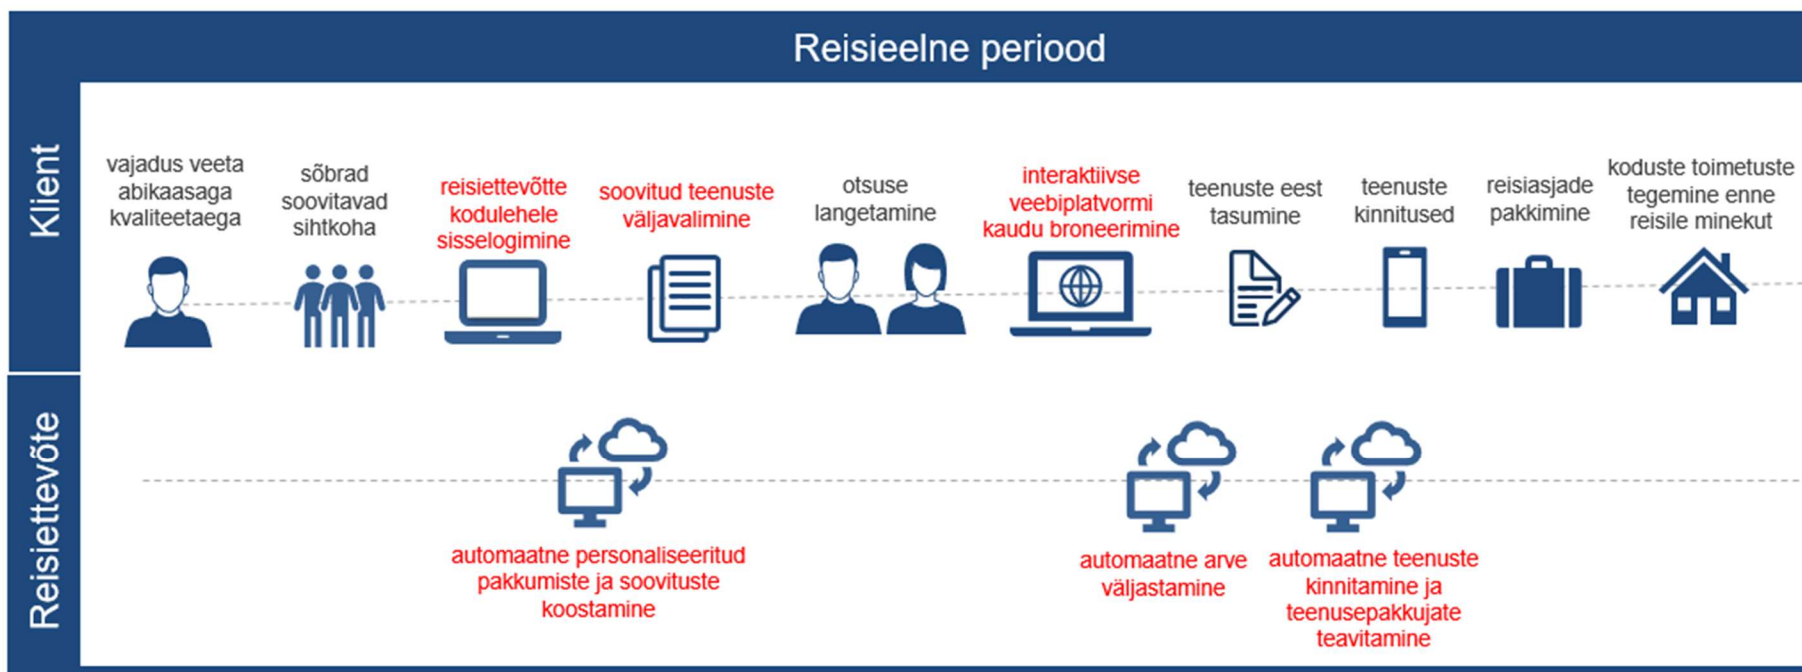 Reisieelne periood
Klient
vajadus veeta
abikaasaga
kvaliteetaega
sõbrad
soovitavad
sihtkoha
reisiettevõtte
kodulehele
sisselogimine
soovitud teenuste
väljavalimine
otsuse
langetamine
interaktiivse
veebiplatvormi
kaudu broneerimine
teenuste eest
tasumine
teenuste
kinnitused
reisiasjade
pakkimine
koduste toimetuste
tegemine enne
reisile minekut
Reisiettevõte
automaatne personaliseeritud
pakkumiste ja soovituste
koostamine
automaatne arve
väljastamine
automaatne teenuste
kinnitamine ja
teenusepakkujate
teavitamine